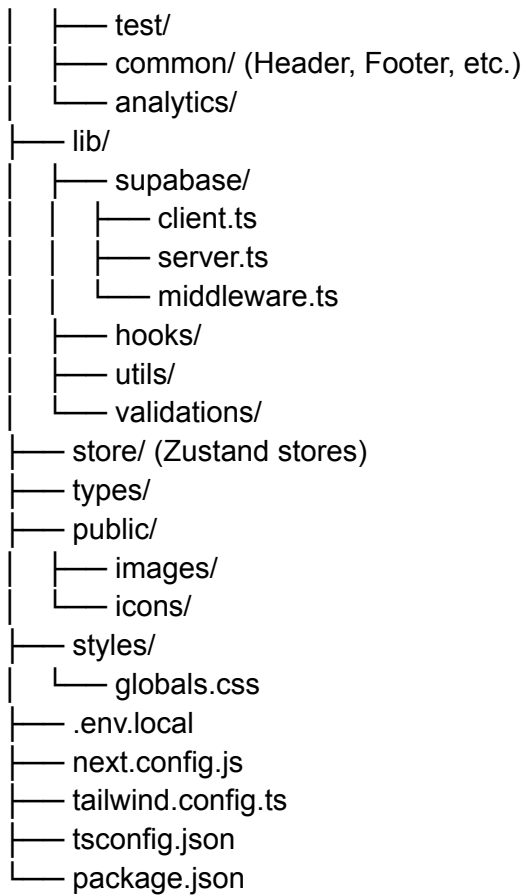 │   ├── test/
│   ├── common/ (Header, Footer, etc.)
│   └── analytics/
├── lib/
│   ├── supabase/
│   │   ├── client.ts
│   │   ├── server.ts
│   │   └── middleware.ts
│   ├── hooks/
│   ├── utils/
│   └── validations/
├── store/ (Zustand stores)
├── types/
├── public/
│   ├── images/
│   └── icons/
├── styles/
│   └── globals.css
├── .env.local
├── next.config.js
├── tailwind.config.ts
├── tsconfig.json
└── package.json